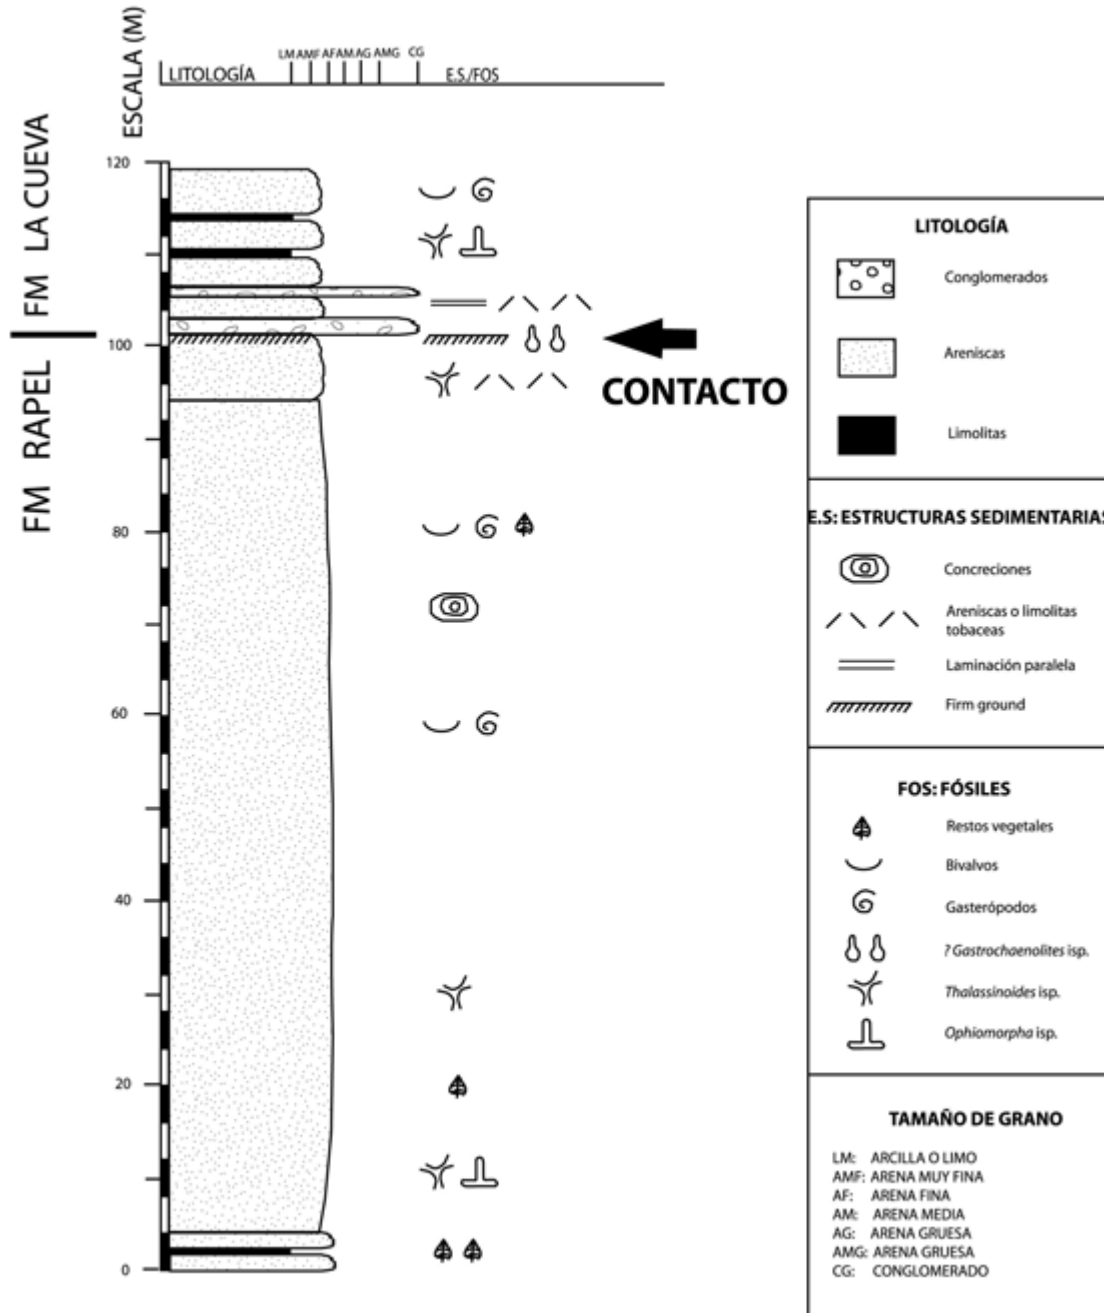 ESCALA (M)
LITOLOGÍA
LM AMF AF AM AG AMG CG
E.S./FOS
FM LA CUEVA
FM RAPEL
120
100
80
60
40
20
0
CONTACTO
LITOLOGÍA
Conglomerados
Areniscas
Limolitas
E.S: ESTRUCTURAS SEDIMENTARIAS
Concreciones
Areniscas o limolitas
tobaceas
Laminación paralela
Firm ground
FOS: FÓSILES
Restos vegetales
Bivalvos
Gasterópodos
? Gastrochaenolites isp.
Thalassinoides isp.
Ophiomorpha isp.
TAMAÑO DE GRANO
LM: ARCILLA O LIMO
AMF: ARENA MUY FINA
AF: ARENA FINA
AM: ARENA MEDIA
AG: ARENA GRUESA
AMG: ARENA GRUESA
CG: CONGLOMERADO